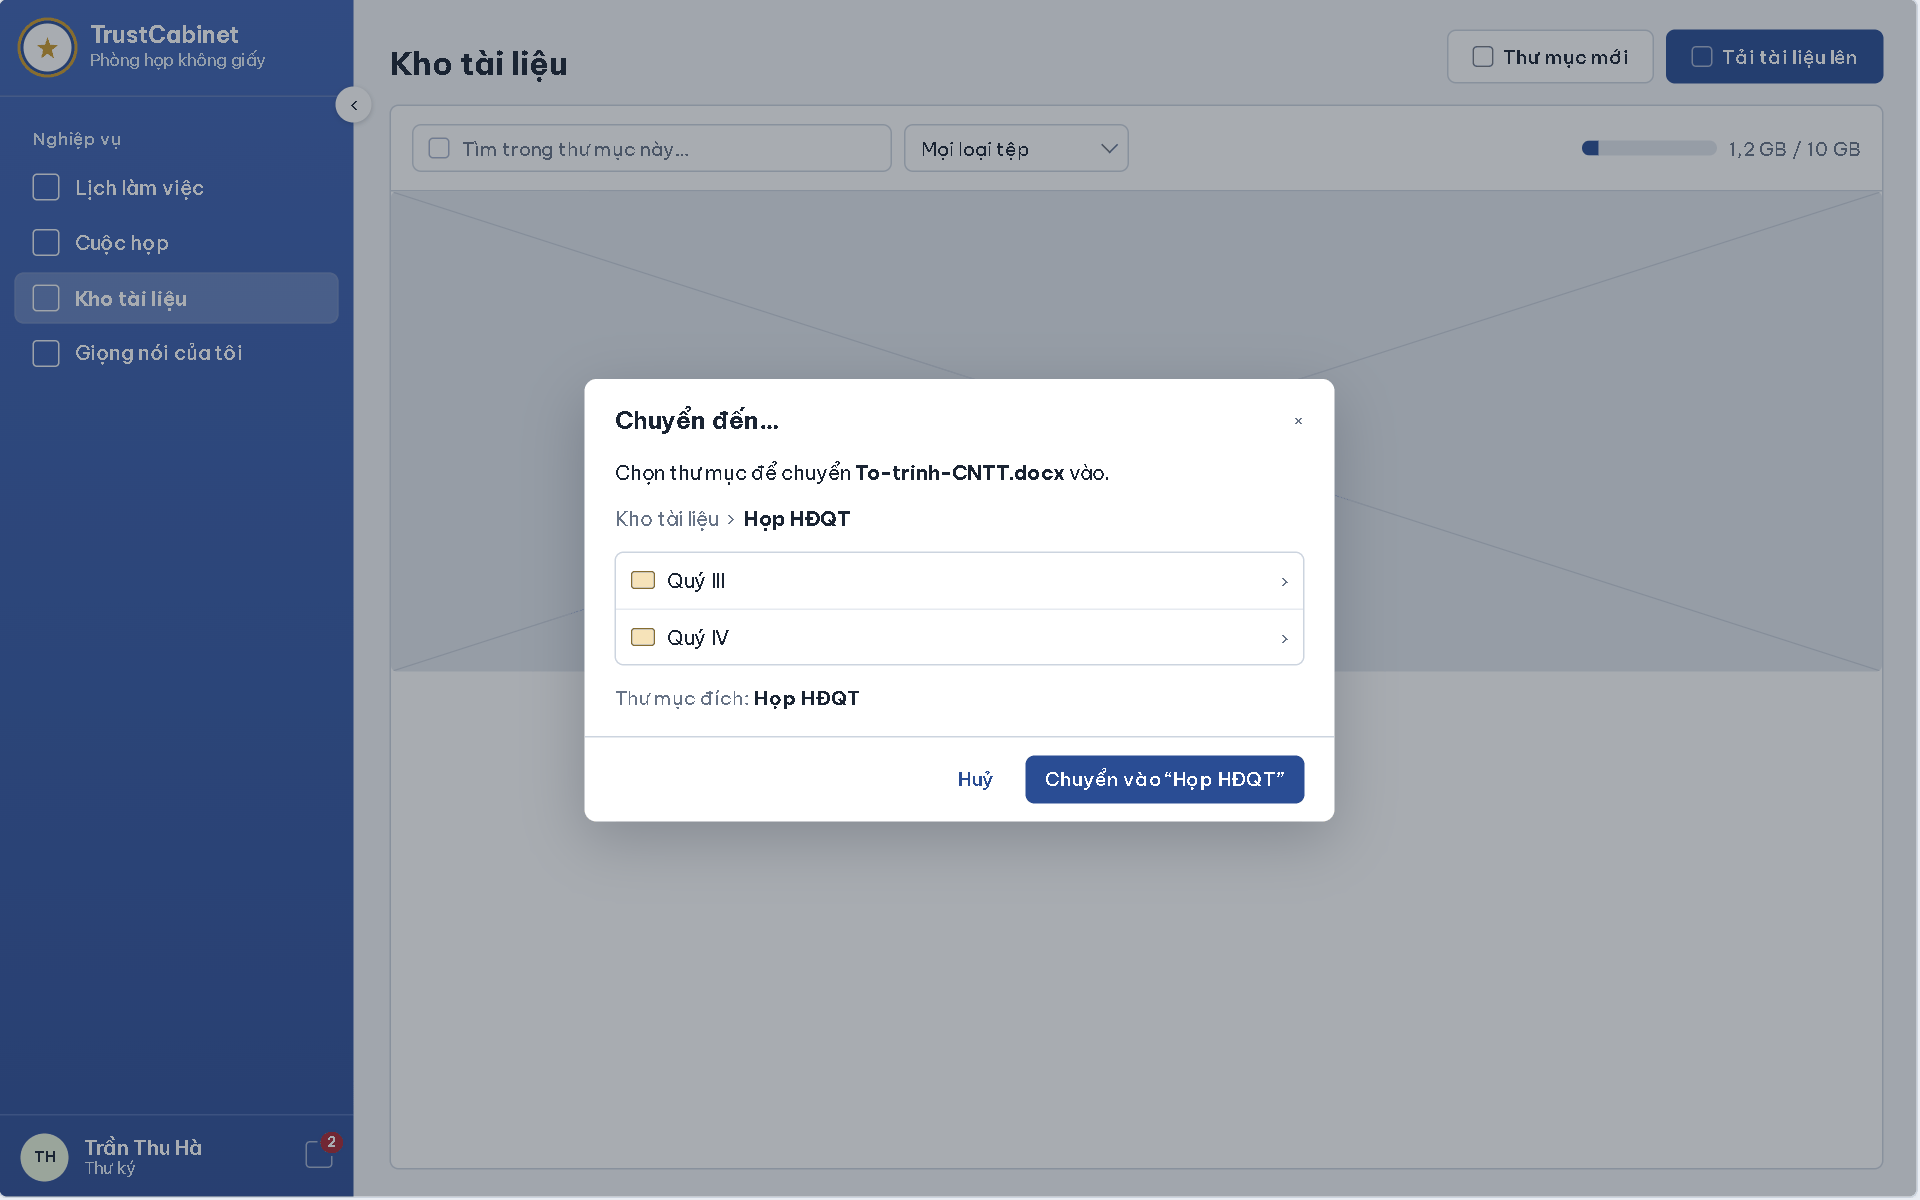 TrustCabinet
Phòng họp không giấy
Nghiệp vụ
Lịch làm việc
Cuộc họp
Kho tài liệu
Giọng nói của tôi
Trần Thu Hà
Thư ký
TH
2
Kho tài liệu
Thư mục mới
Tải tài liệu lên
Tìm trong thư mục này...
Mọi loại tệp
1,2 GB / 10 GB
Chuyển đến...
×
Chọn thư mục để chuyển To-trinh-CNTT.docx vào.
Kho tài liệu › Họp HĐQT
Quý III ›
Quý IV ›
Thư mục đích: Họp HĐQT
Huỷ
Chuyển vào “Họp HĐQT”